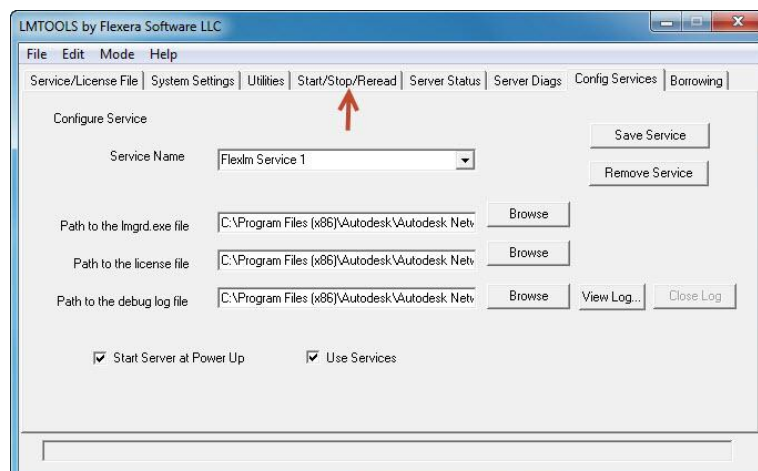 LMTOOLS by Flexera Software LLC
File Edit Mode Help
Service/License File System Settings Utilities Start/Stop/Reread Server Status Server Diags Config Services Borrowing
Configure Service
Save Service
Service Name Flexlm Service 1
Remove Service
Path to the lmgrd.exe file C:\Program Files (x86)\Autodesk\Autodesk Netw Browse
Path to the license file C:\Program Files (x86)\Autodesk\Autodesk Netw Browse
Path to the debug log file C:\Program Files (x86)\Autodesk\Autodesk Netw Browse View Log... Close Log
Start Server at Power Up Use Services